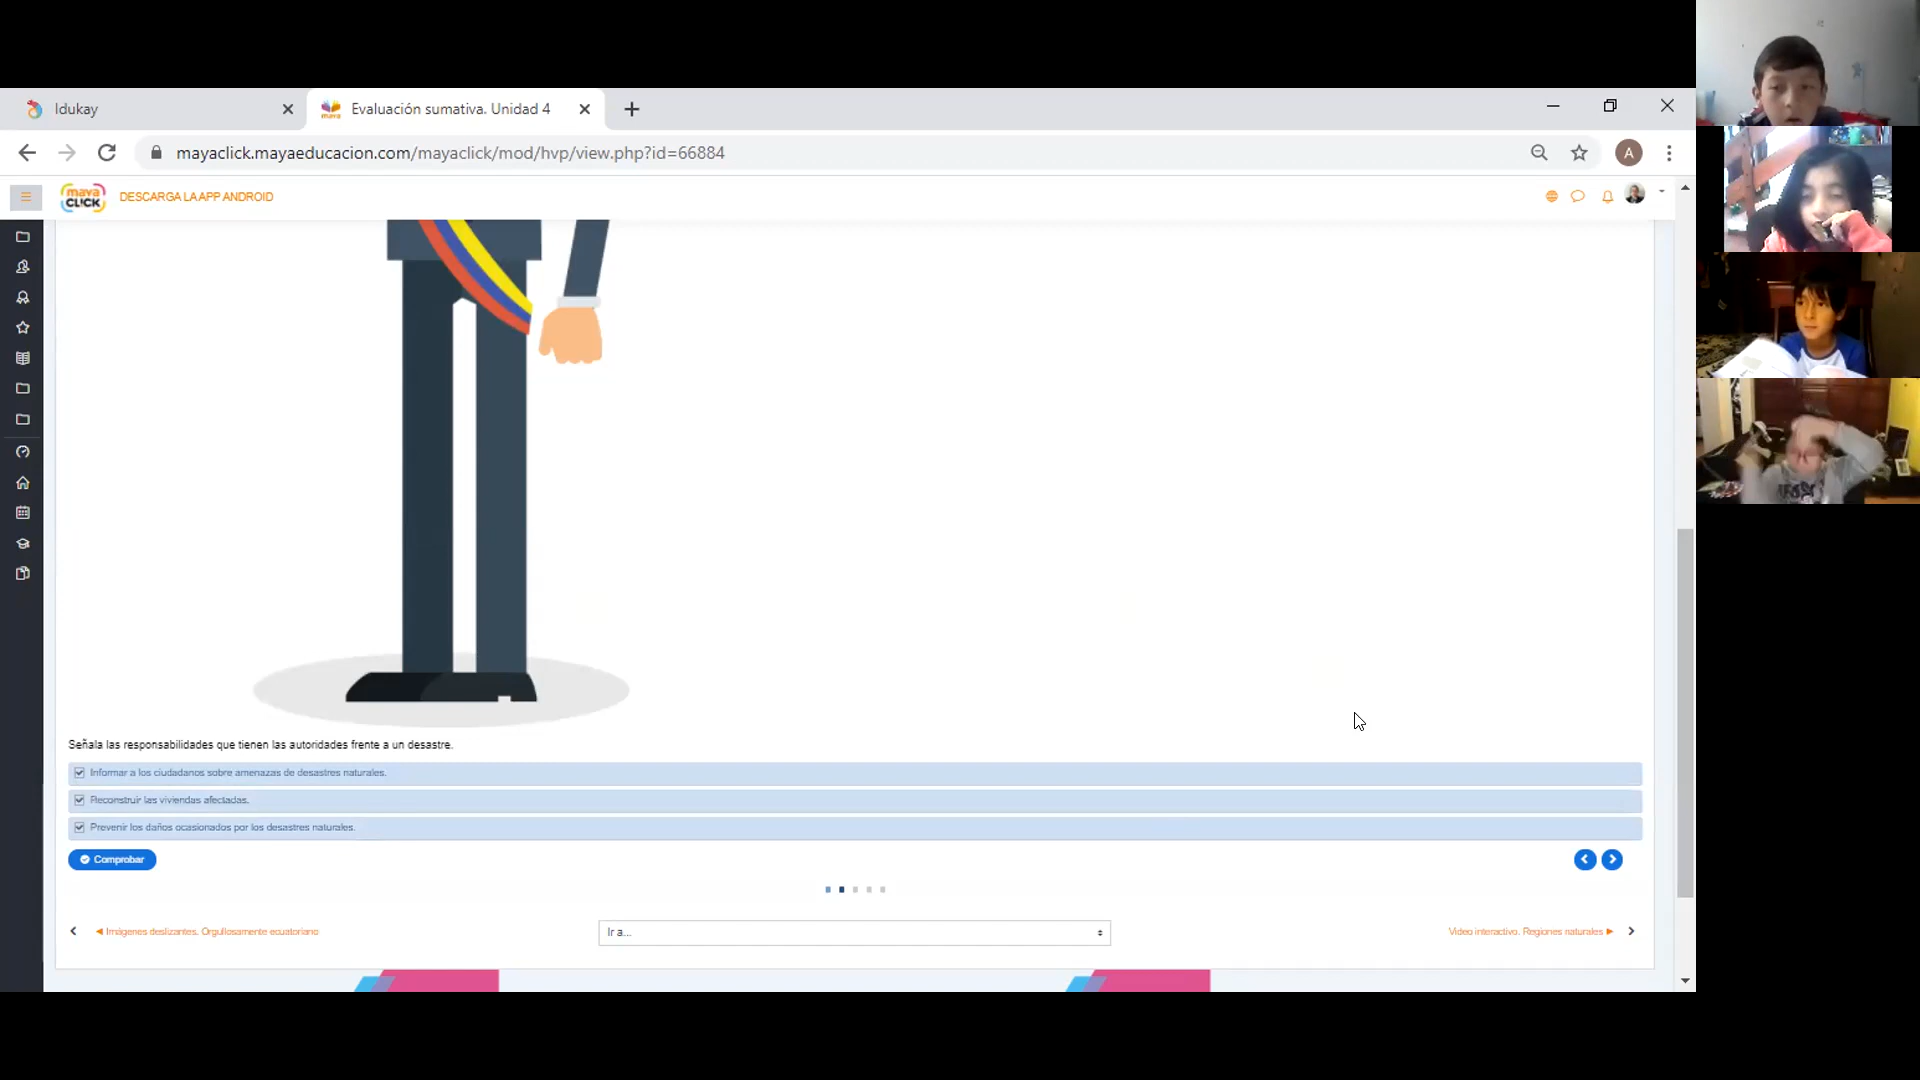 Idukay
Evaluación sumativa. Unidad 4
mayaclick.mayaeducacion.com/mayaclick/mod/hvp/view.php?id=66884
A
maya
CLICK
DESCARGA LA APP ANDROID
Señala las responsabilidades que tienen las autoridades frente a un desastre.
Informar a los ciudadanos sobre amenazas de desastres naturales.
Reconstruir las viviendas afectadas.
Prevenir los daños ocasionados por los desastres naturales.
Comprobar
◄ Imágenes deslizantes. Orgullosamente ecuatoriano
Ir a...
Video interactivo. Regiones naturales ►